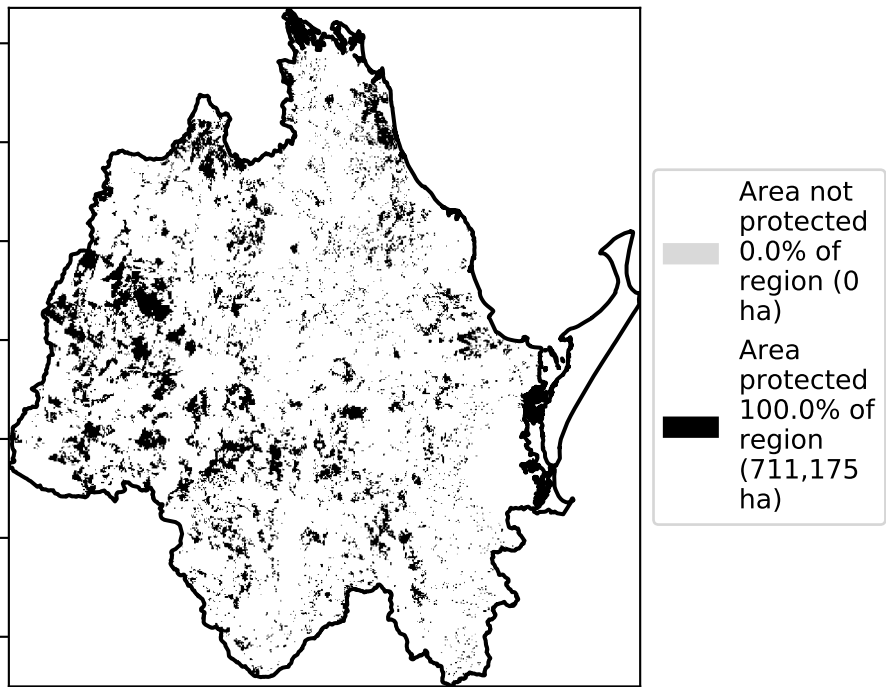 Area not
protected
0.0% of
region (0
ha)
Area
protected
100.0% of
region
(711,175
ha)